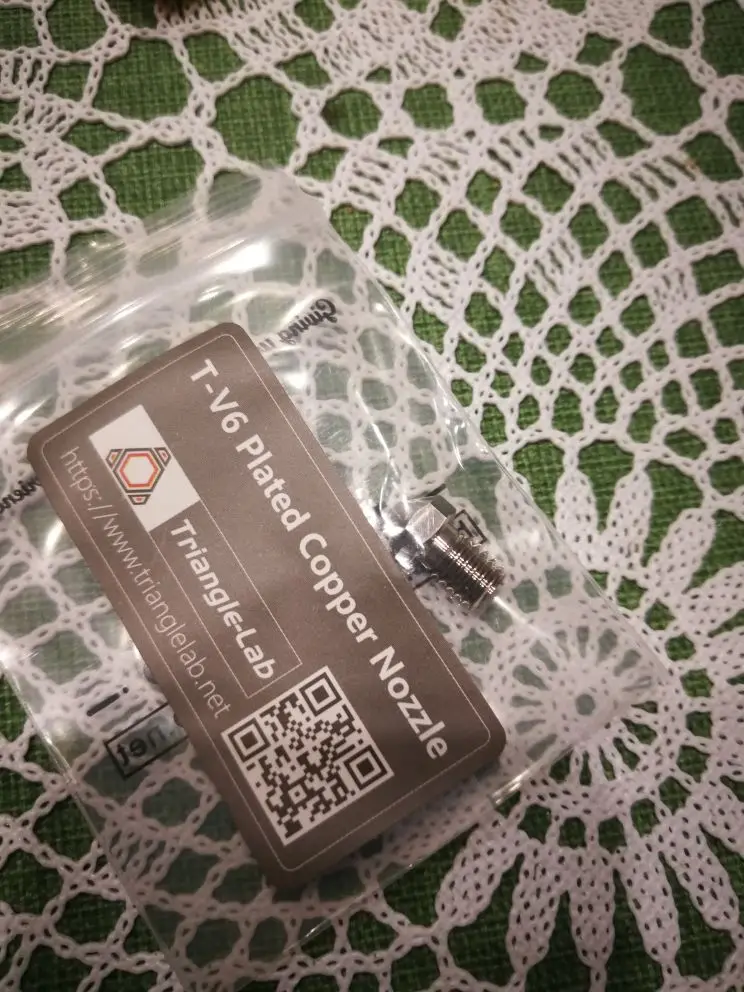 T-V6 Plated Copper Nozzle
Triangle-Lab
https://www.trianglelab.net